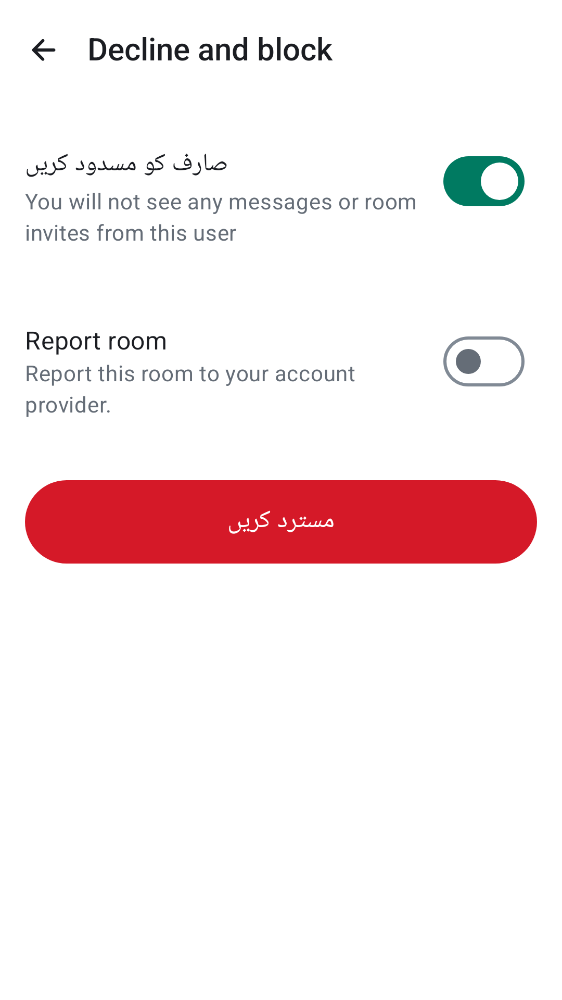 Decline and block
صارف کو مسدود کریں
You will not see any messages or room
invites from this user
Report room
Report this room to your account
provider.
مسترد کریں